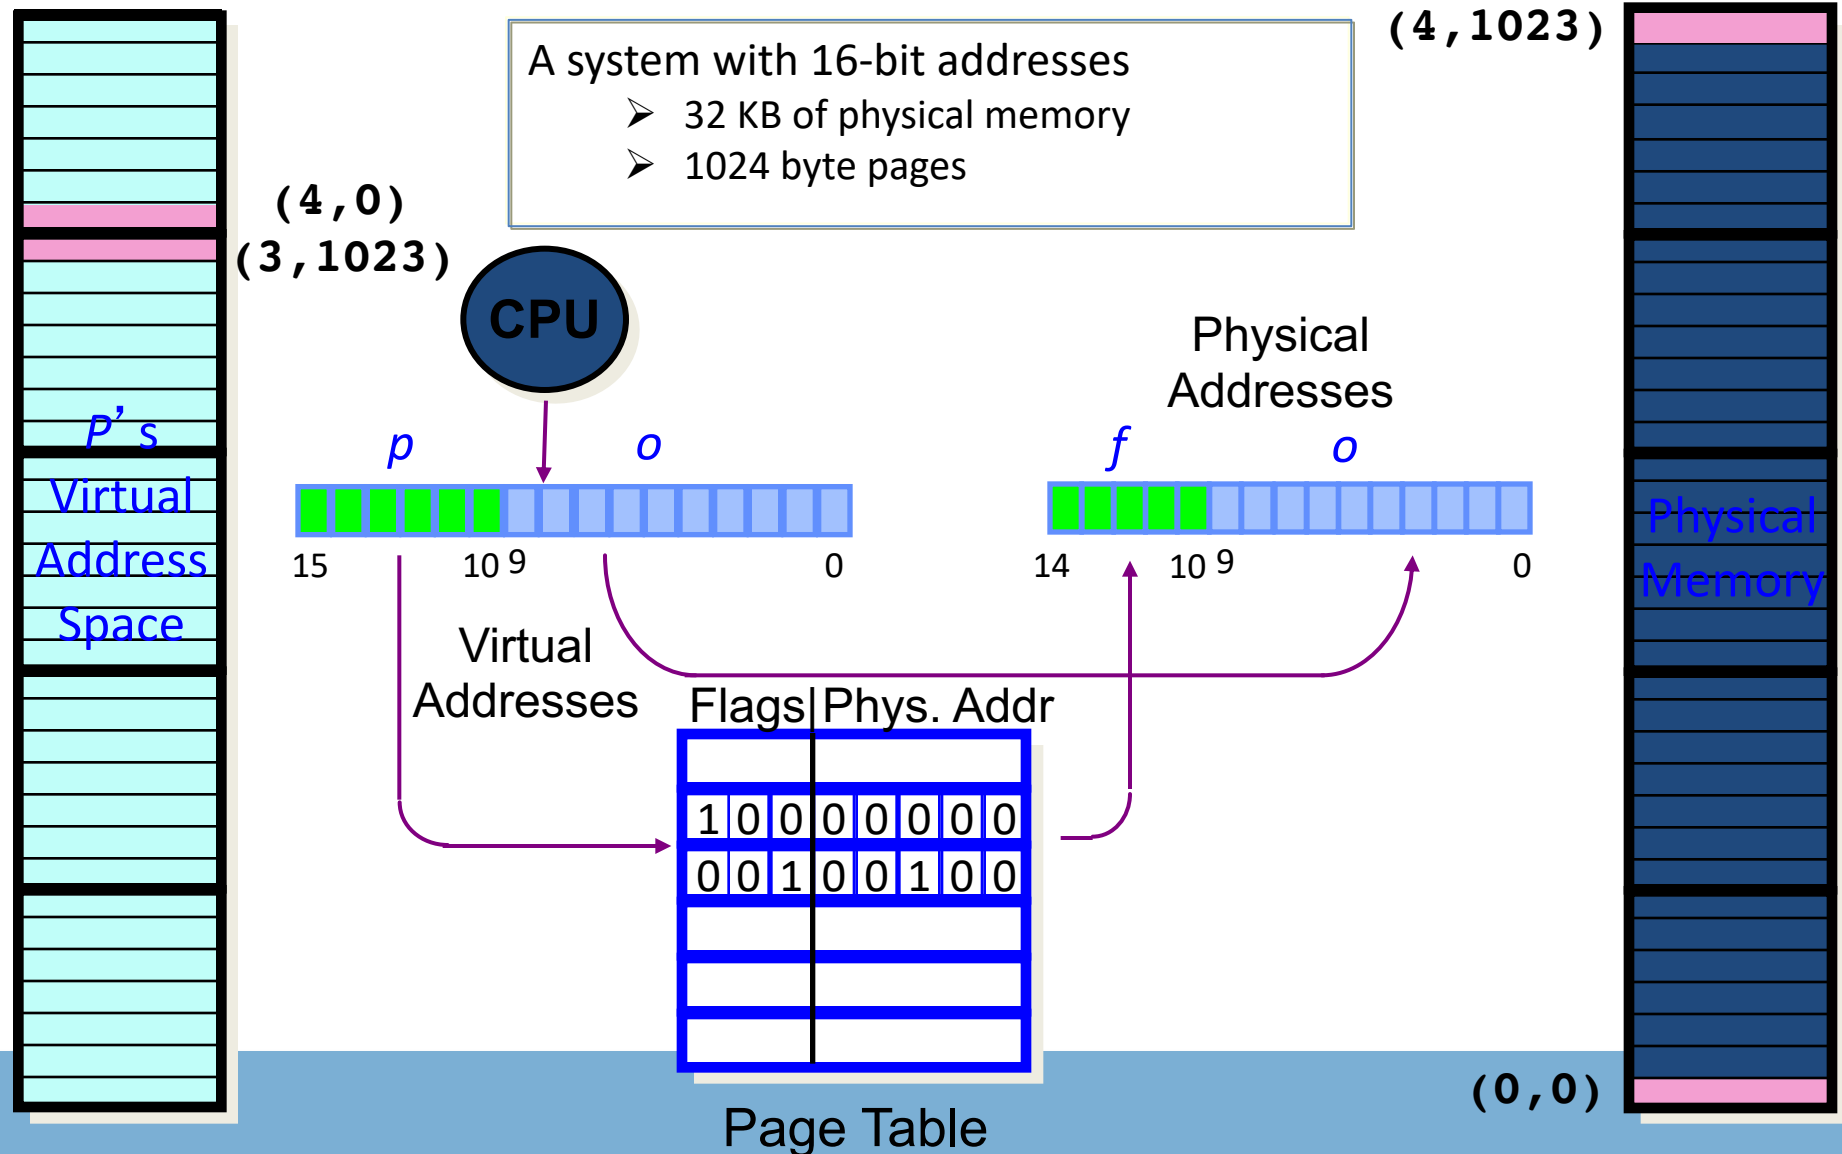 A system with 16-bit addresses
➢ 32 KB of physical memory
➢ 1024 byte pages
(4,1023)
(4,0)
(3,1023)
CPU
Physical
Addresses
P’s
Virtual
Address
Space
p o
15 10 9 0
f o
14 10 9 0
Physical
Memory
Virtual
Addresses
Flags|Phys. Addr
1 0 0 0 0 0 0 0
0 0 1 0 0 1 0 0
(0,0)
Page Table